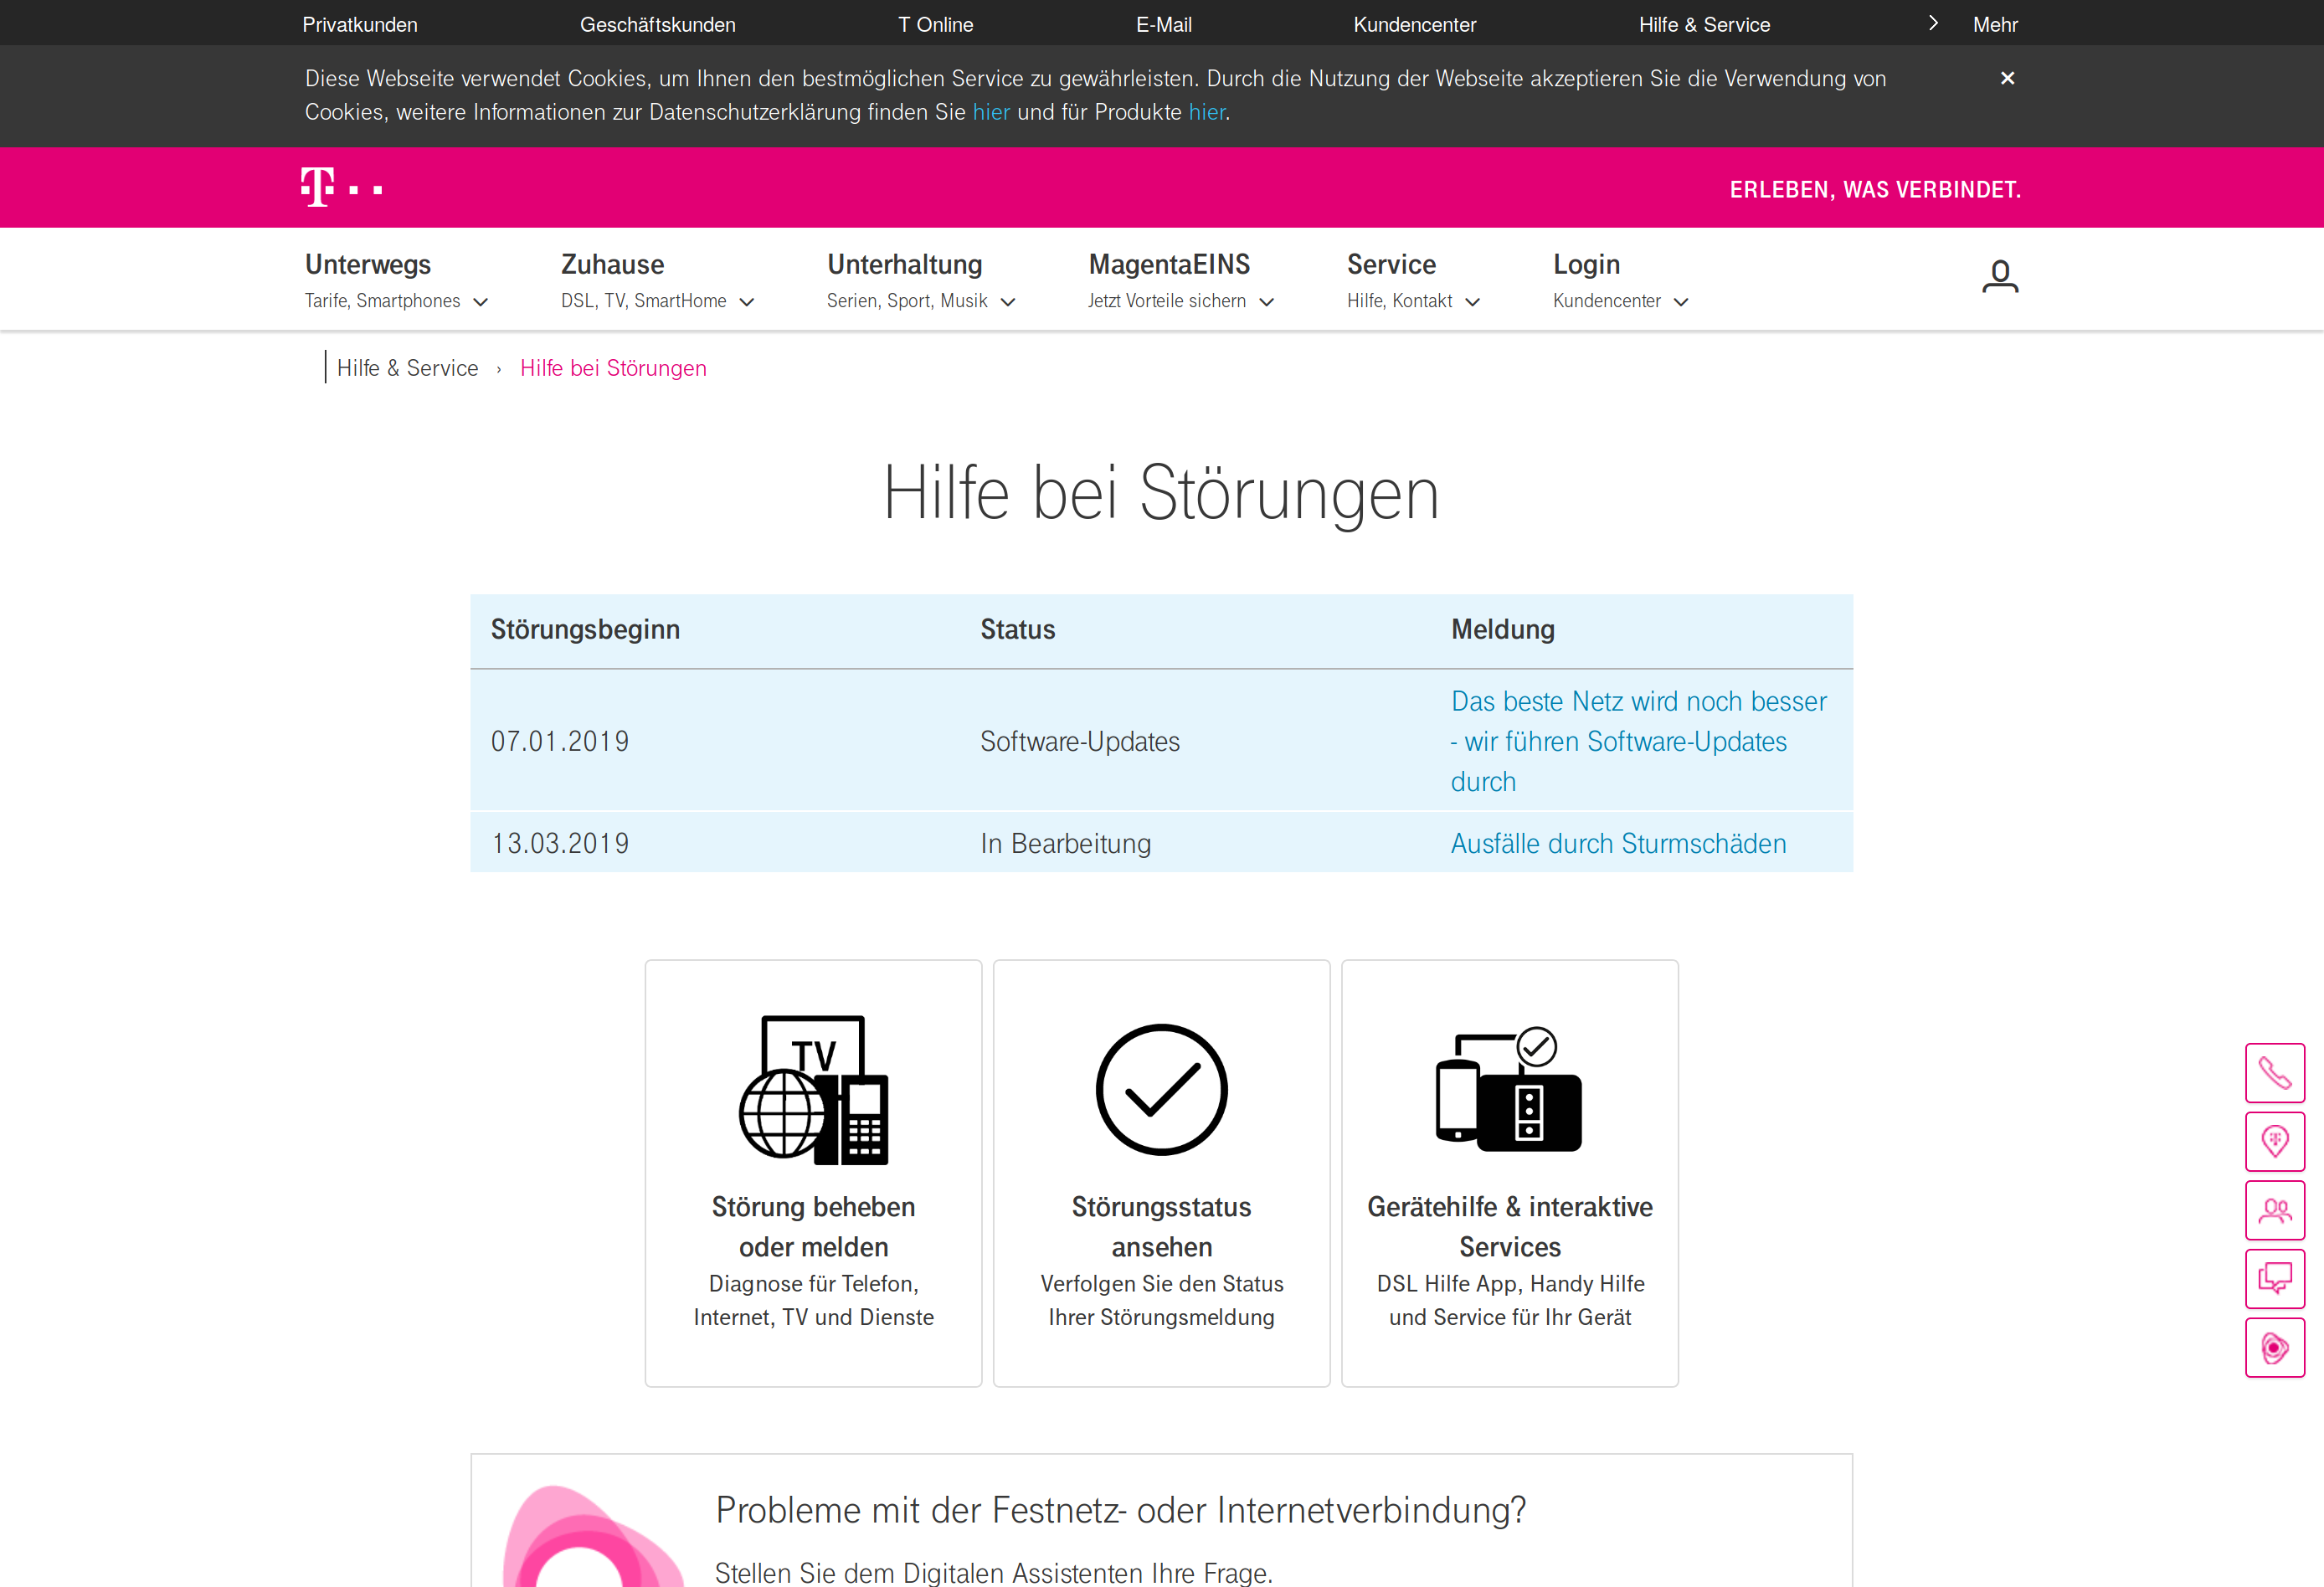 Privatkunden Geschäftskunden T Online E-Mail Kundencenter Hilfe & Service Mehr
Diese Webseite verwendet Cookies, um Ihnen den bestmöglichen Service zu gewährleisten. Durch die Nutzung der Webseite akzeptieren Sie die Verwendung von
Cookies, weitere Informationen zur Datenschutzerklärung finden Sie hier und für Produkte hier.
T
ERLEBEN, WAS VERBINDET.
Unterwegs Zuhause Unterhaltung MagentaEINS Service Login
Tarife, Smartphones DSL, TV, SmartHome Serien, Sport, Musik Jetzt Vorteile sichern Hilfe, Kontakt Kundencenter
Hilfe & Service › Hilfe bei Störungen
Hilfe bei Störungen
Störungsbeginn Status Meldung
07.01.2019 Software-Updates Das beste Netz wird noch besser
- wir führen Software-Updates
durch
13.03.2019 In Bearbeitung Ausfälle durch Sturmschäden
TV
Störung beheben
oder melden
Diagnose für Telefon,
Internet, TV und Dienste
Störungsstatus
ansehen
Verfolgen Sie den Status
Ihrer Störungsmeldung
Gerätehilfe & interaktive
Services
DSL Hilfe App, Handy Hilfe
und Service für Ihr Gerät
Probleme mit der Festnetz- oder Internetverbindung?
Stellen Sie dem Digitalen Assistenten Ihre Frage.